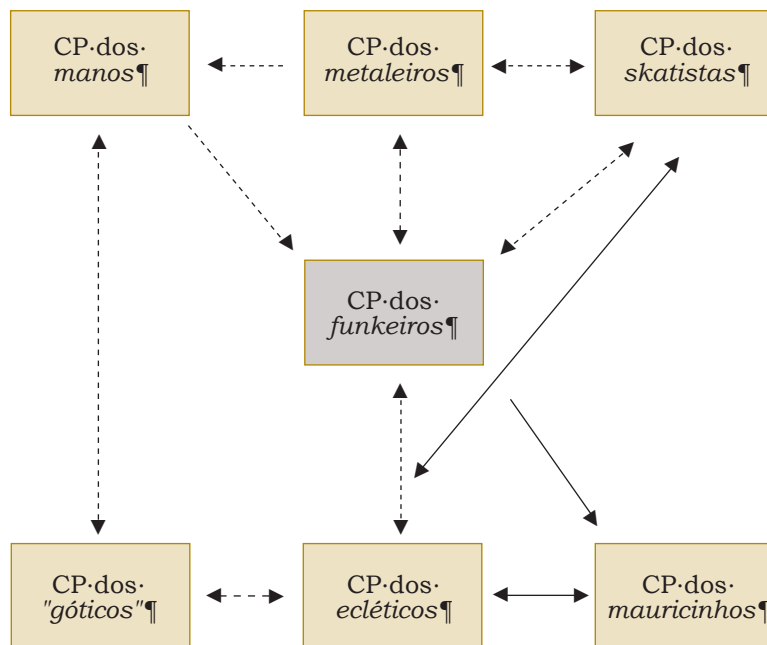 CP·dos·
manos¶
CP·dos·
metaleiros¶
CP·dos·
skatistas¶
CP·dos·
funkeiros¶
CP·dos·
"góticos"¶
CP·dos·
ecléticos¶
CP·dos·
mauricinhos¶